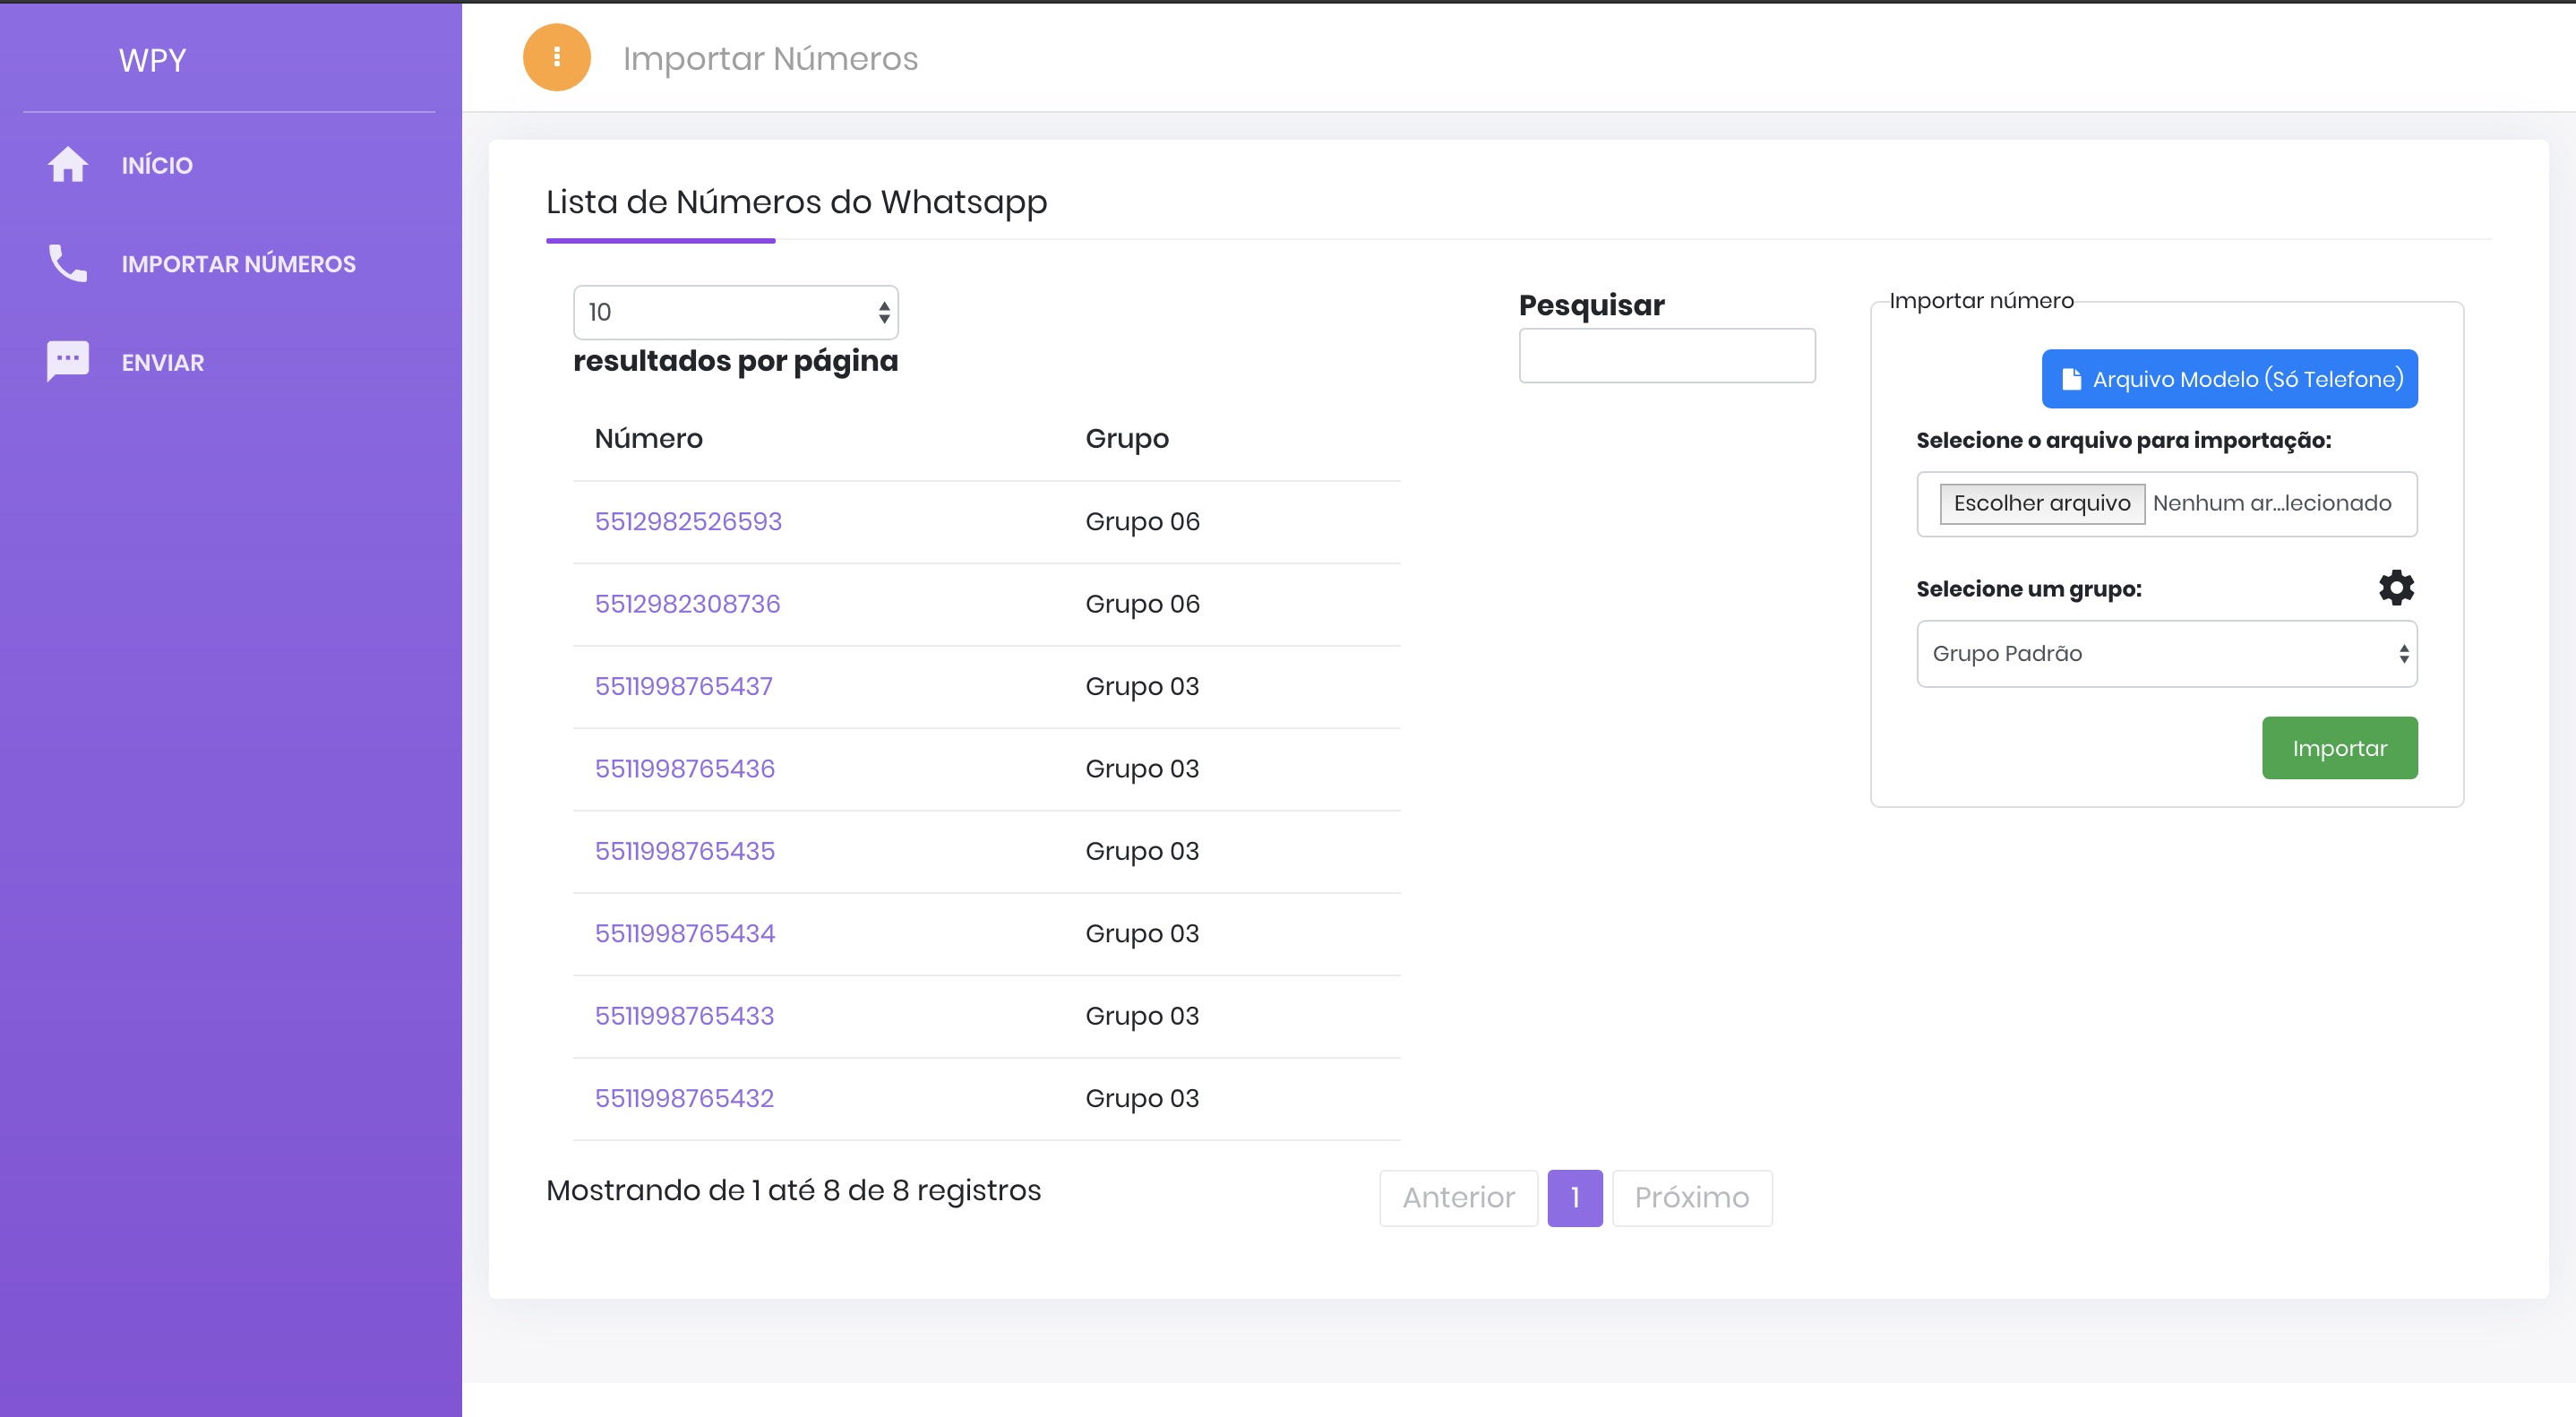 WPY
INÍCIO
IMPORTAR NÚMEROS
ENVIAR
Importar Números
Lista de Números do Whatsapp
10
resultados por página
Pesquisar
Número Grupo
5512982526593 Grupo 06
5512982308736 Grupo 06
5511998765437 Grupo 03
5511998765436 Grupo 03
5511998765435 Grupo 03
5511998765434 Grupo 03
5511998765433 Grupo 03
5511998765432 Grupo 03
Mostrando de 1 até 8 de 8 registros
Anterior 1 Próximo
Importar número
Arquivo Modelo (Só Telefone)
Selecione o arquivo para importação:
Escolher arquivo Nenhum ar...lecionado
Selecione um grupo:
Grupo Padrão
Importar